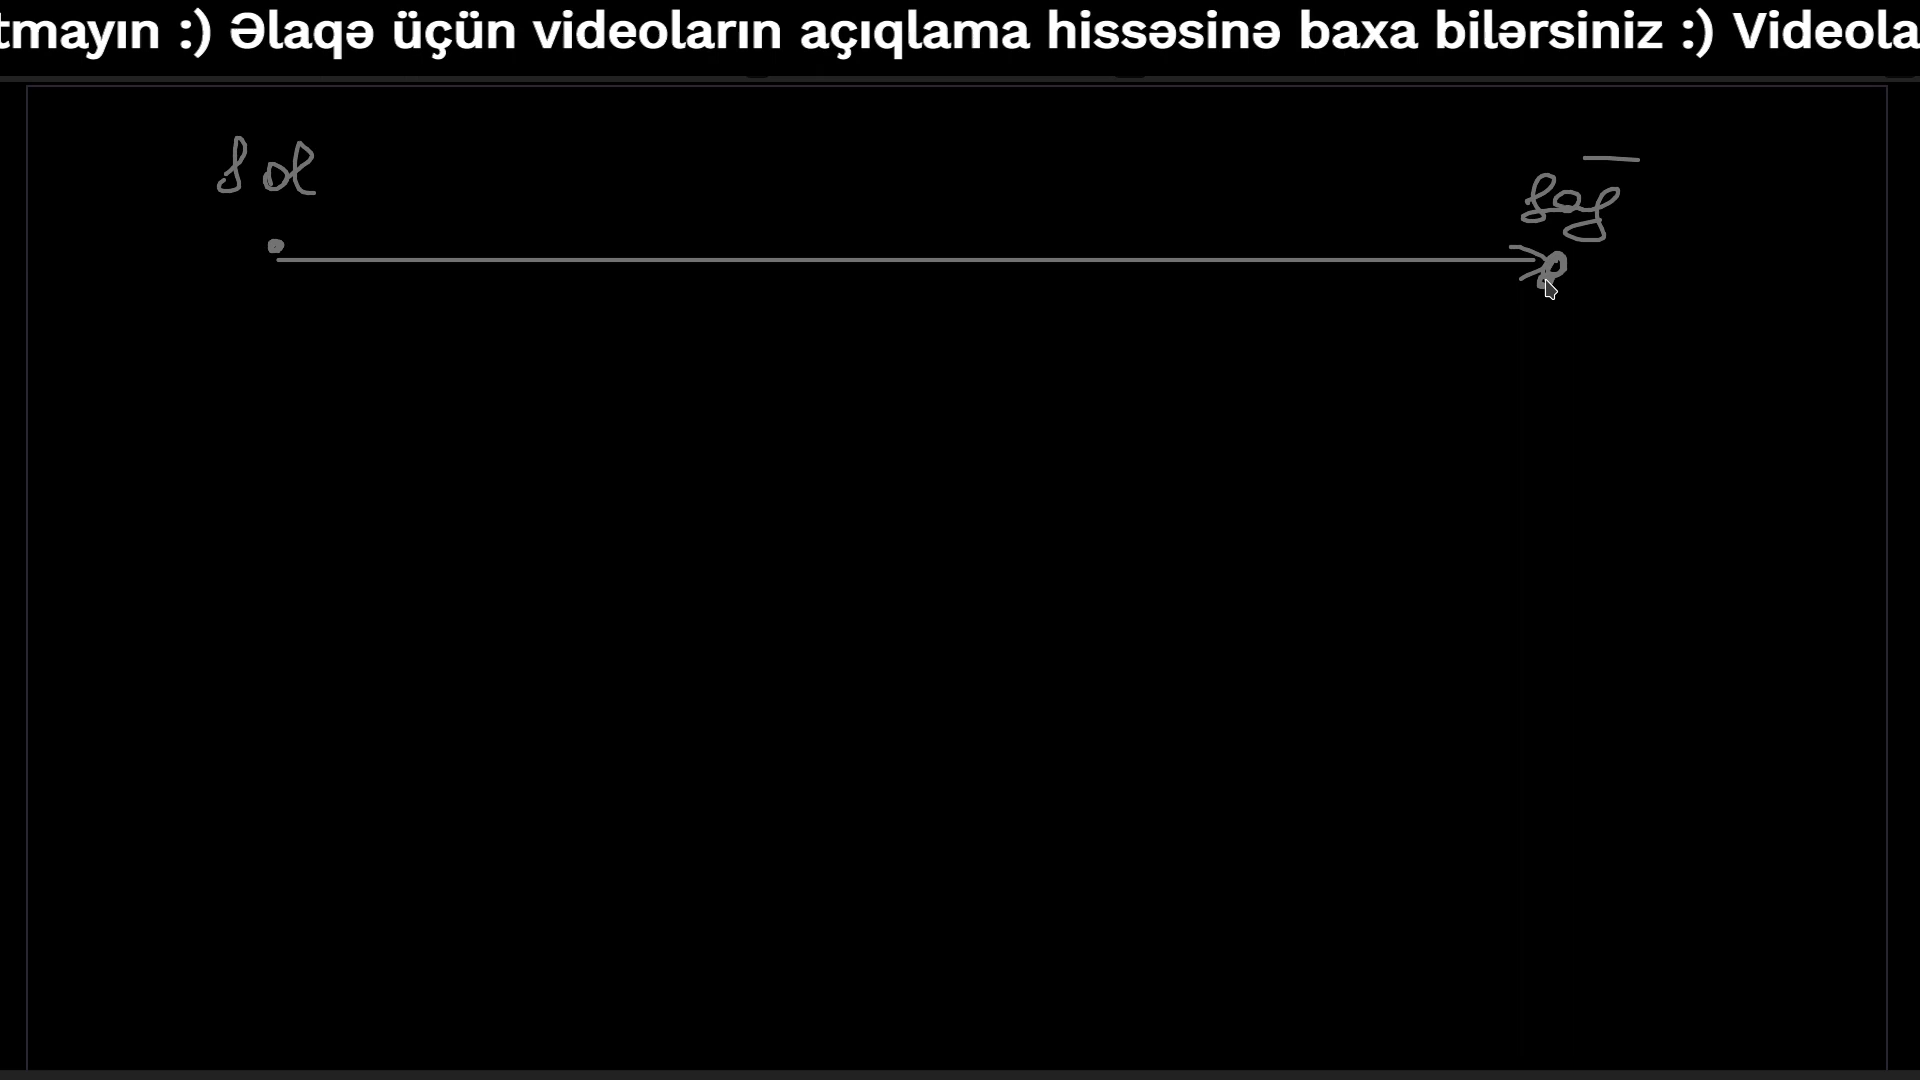 tmayın :) Əlaqə üçün videoların açıqlama hissəsinə baxa bilərsiniz :) Videola
Sol
Sağ